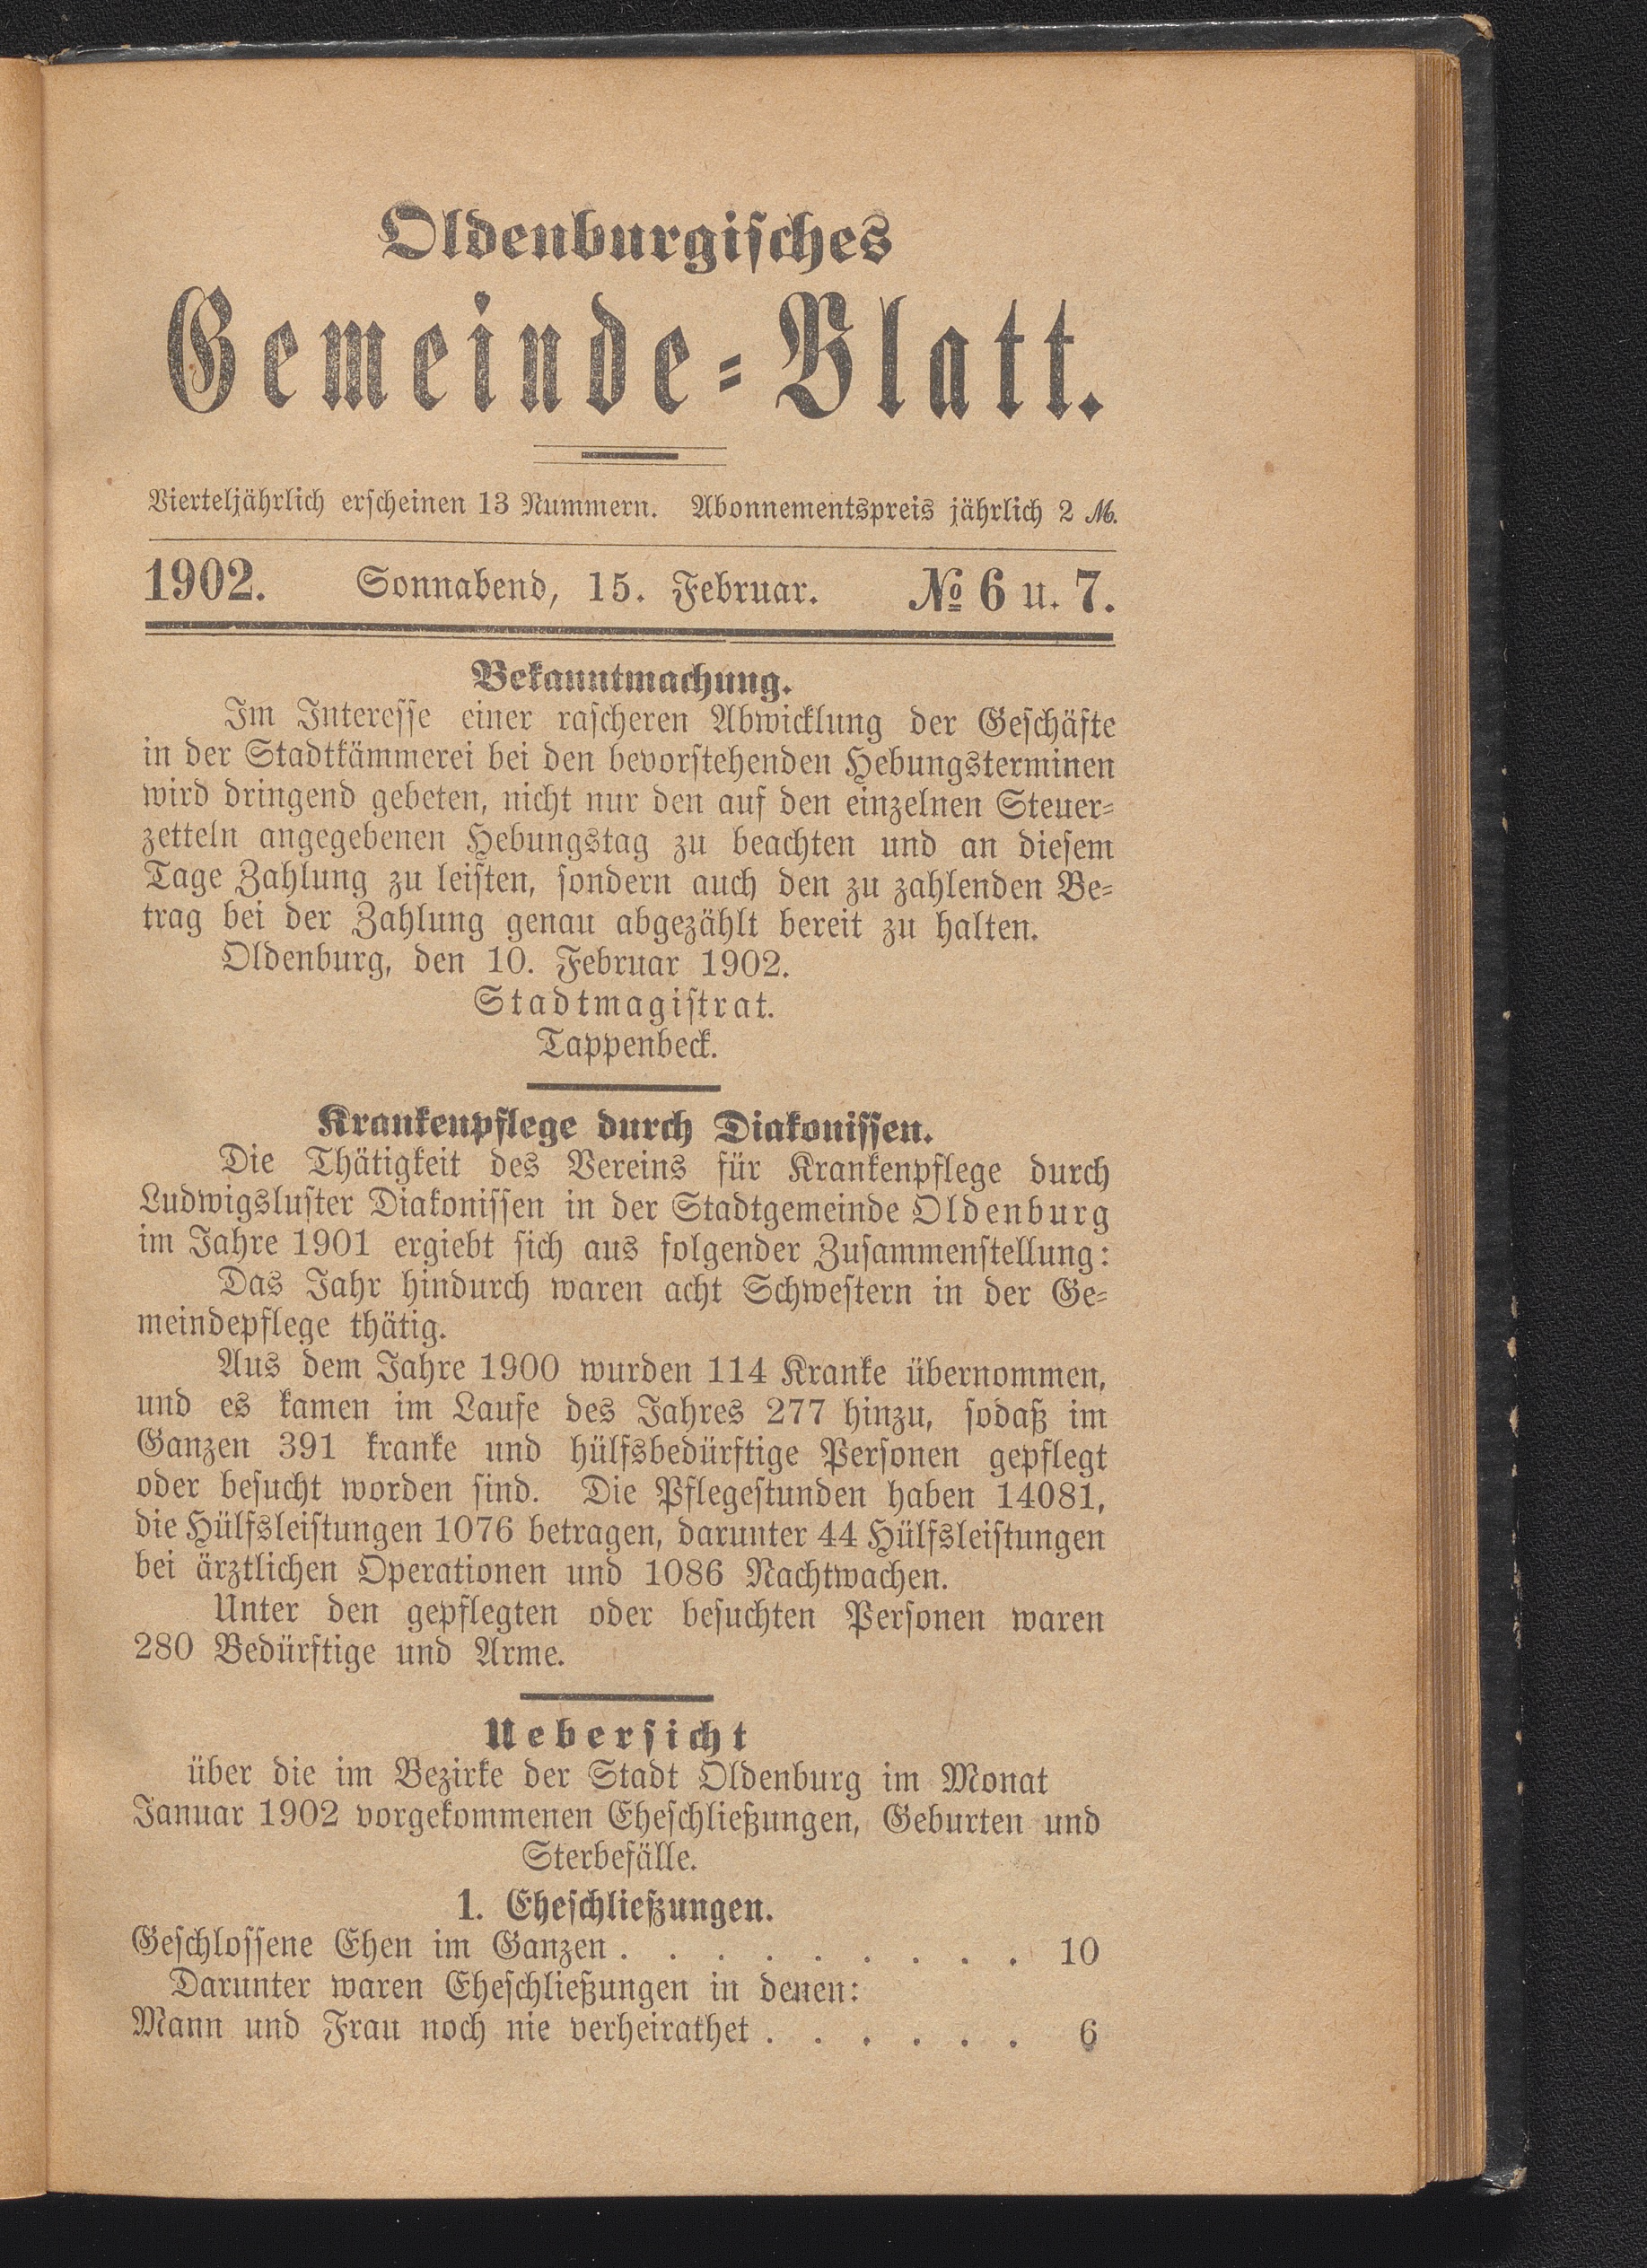 Oldenburgisches
Gemeinde-Blatt.
Vierteljährlich erscheinen 13 Nummern. Abonnementspreis jährlich 2 M.
1902. Sonnabend, 15. Februar. № 6 u. 7.
Bekanntmachung.
Im Interesse einer rascheren Abwicklung der Geschäfte
in der Stadtkämmerei bei den bevorstehenden Hebungsterminen
wird dringend gebeten, nicht nur den auf den einzelnen Steuer-
zetteln angegebenen Hebungstag zu beachten und an diesem
Tage Zahlung zu leisten, sondern auch den zu zahlenden Be-
trag bei der Zahlung genau abgezählt bereit zu halten.
Oldenburg, den 10. Februar 1902.
Stadtmagistrat.
Tappenbeck.
Krankenpflege durch Diakonissen.
Die Thätigkeit des Vereins für Krankenpflege durch
Ludwigsluster Diakonissen in der Stadtgemeinde Oldenburg
im Jahre 1901 ergiebt sich aus folgender Zusammenstellung:
Das Jahr hindurch waren acht Schwestern in der Ge-
meindepflege thätig.
Aus dem Jahre 1900 wurden 114 Kranke übernommen,
und es kamen im Laufe des Jahres 277 hinzu, sodaß im
Ganzen 391 kranke und hülfsbedürftige Personen gepflegt
oder besucht worden sind. Die Pflegestunden haben 14081,
die Hülfsleistungen 1076 betragen, darunter 44 Hülfsleistungen
bei ärztlichen Operationen und 1086 Nachtwachen.
Unter den gepflegten oder besuchten Personen waren
280 Bedürftige und Arme.
Uebersicht
über die im Bezirke der Stadt Oldenburg im Monat
Januar 1902 vorgekommenen Eheschließungen, Geburten und
Sterbefälle.
1. Eheschließungen.
Geschlossene Ehen im Ganzen . . . . . . . . . 10
Darunter waren Eheschließungen in denen:
Mann und Frau noch nie verheirathet . . . . . . 6